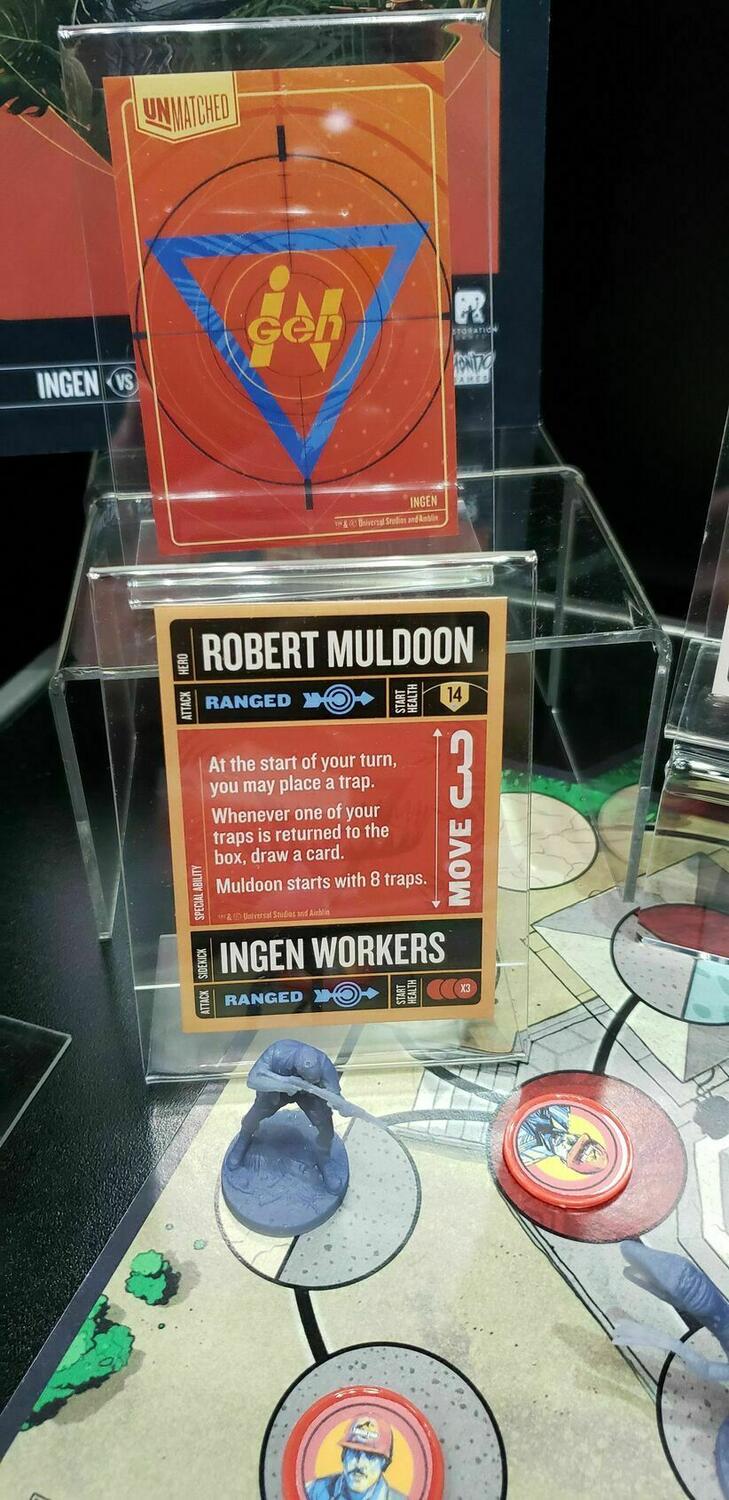 UNMATCHED
inGen
INGEN VS
INGEN
™ & © Universal Studios and Amblin
HERO
ROBERT MULDOON
ATTACK
RANGED
START HEALTH
14
At the start of your turn,
you may place a trap.
Whenever one of your
traps is returned to the
box, draw a card.
Muldoon starts with 8 traps.
SPECIAL ABILITY
MOVE 3
™ & © Universal Studios and Amblin
SIDEKICK
INGEN WORKERS
ATTACK
RANGED
START HEALTH
X3